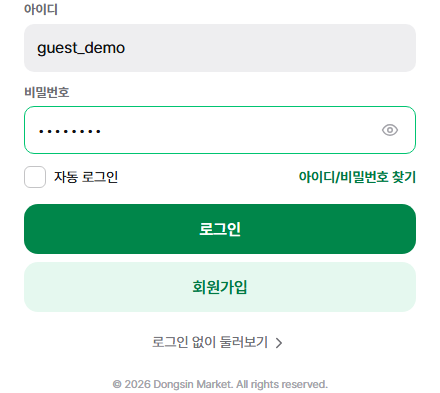 아이디
guest_demo
비밀번호
••••••••
자동 로그인
아이디/비밀번호 찾기
로그인
회원가입
로그인 없이 둘러보기
© 2026 Dongsin Market. All rights reserved.